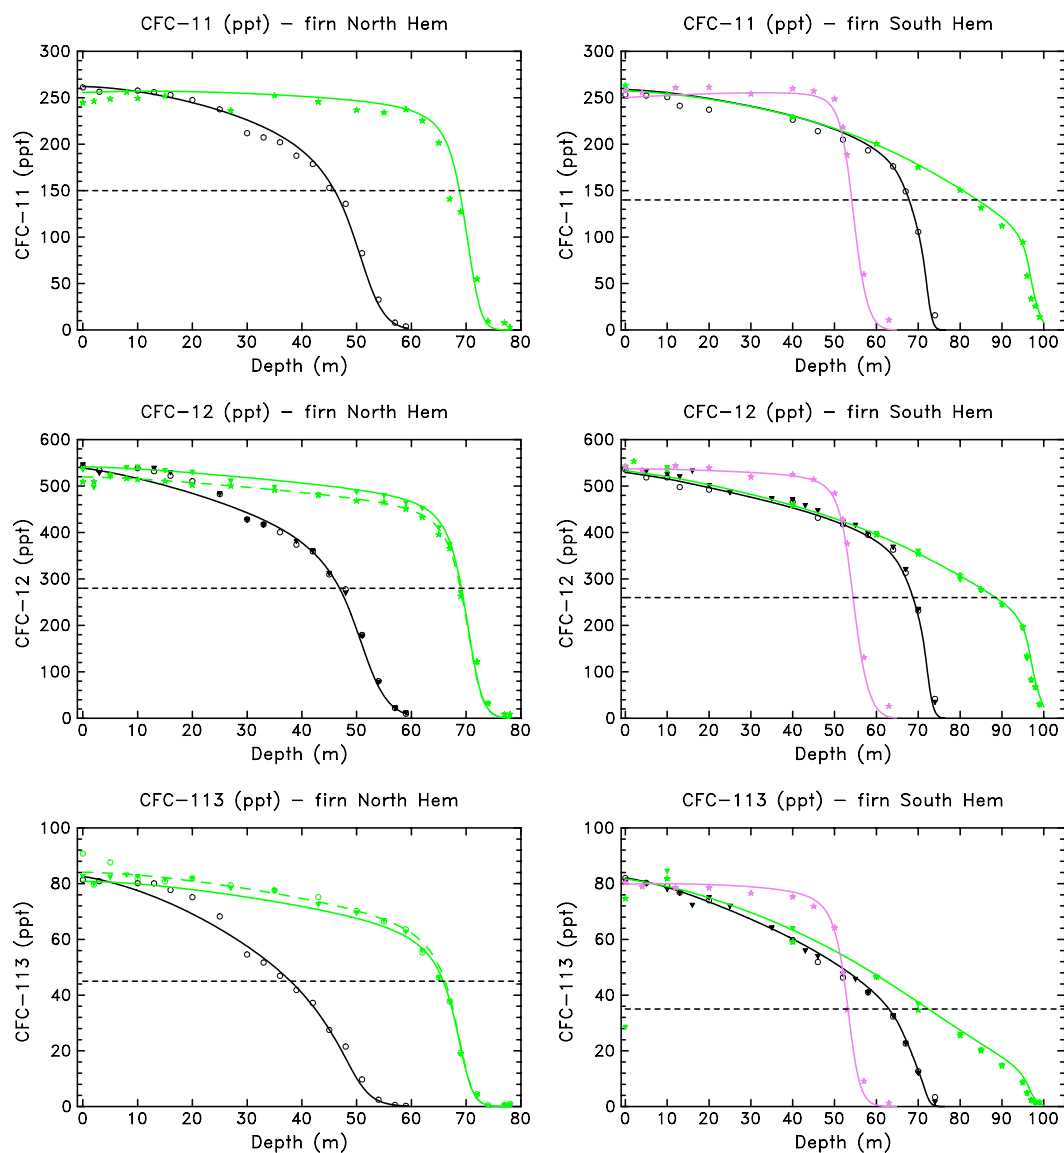 CFC-11 (ppt) - firn North Hem
CFC-11 (ppt)
300
250
200
150
100
50
0
0 10 20 30 40 50 60 70 80
Depth (m)
CFC-11 (ppt) - firn South Hem
CFC-11 (ppt)
300
250
200
150
100
50
0
0 10 20 30 40 50 60 70 80 90 100
Depth (m)
CFC-12 (ppt) - firn North Hem
CFC-12 (ppt)
600
500
400
300
200
100
0
0 10 20 30 40 50 60 70 80
Depth (m)
CFC-12 (ppt) - firn South Hem
CFC-12 (ppt)
600
500
400
300
200
100
0
0 10 20 30 40 50 60 70 80 90 100
Depth (m)
CFC-113 (ppt) - firn North Hem
CFC-113 (ppt)
100
80
60
40
20
0
0 10 20 30 40 50 60 70 80
Depth (m)
CFC-113 (ppt) - firn South Hem
CFC-113 (ppt)
100
80
60
40
20
0
0 10 20 30 40 50 60 70 80 90 100
Depth (m)